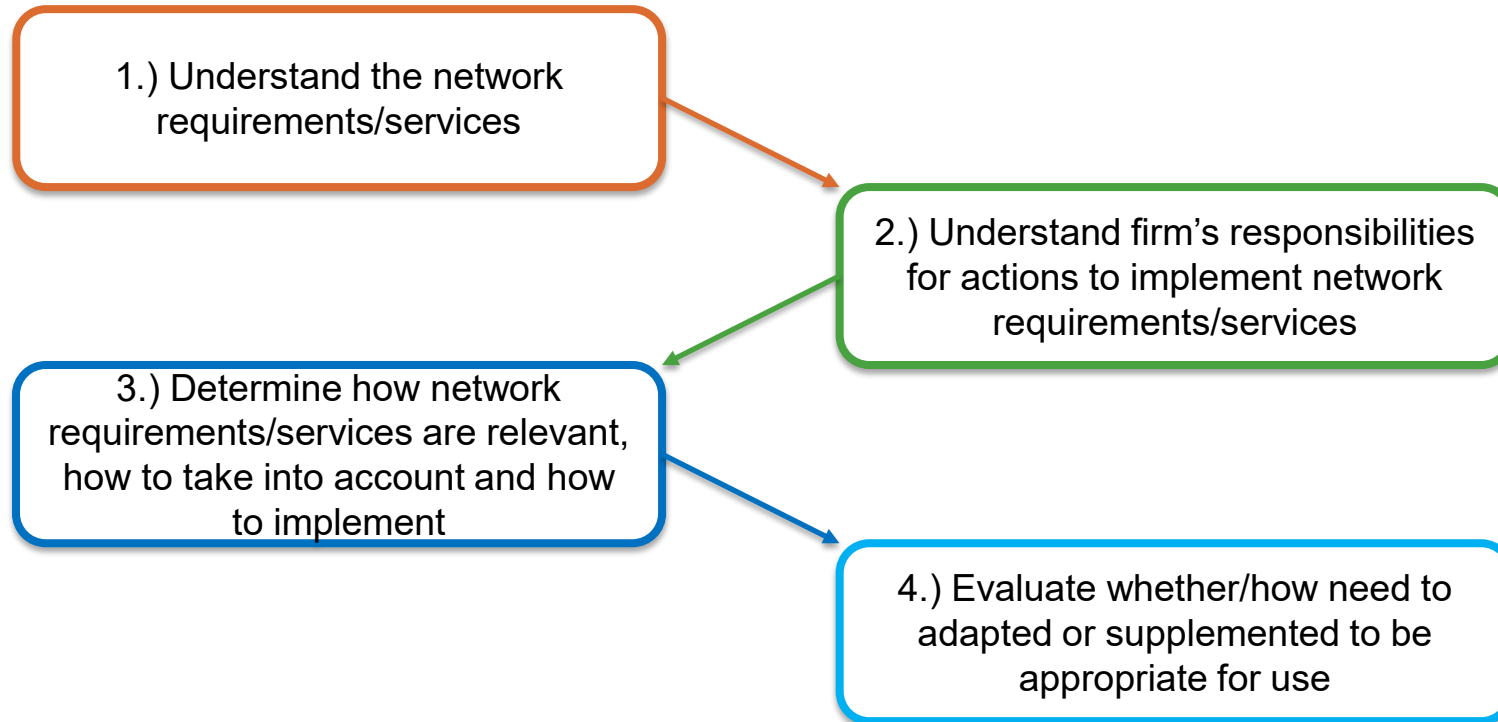 1.) Understand the network
requirements/services
2.) Understand firm’s responsibilities
for actions to implement network
requirements/services
3.) Determine how network
requirements/services are relevant,
how to take into account and how
to implement
4.) Evaluate whether/how need to
adapted or supplemented to be
appropriate for use